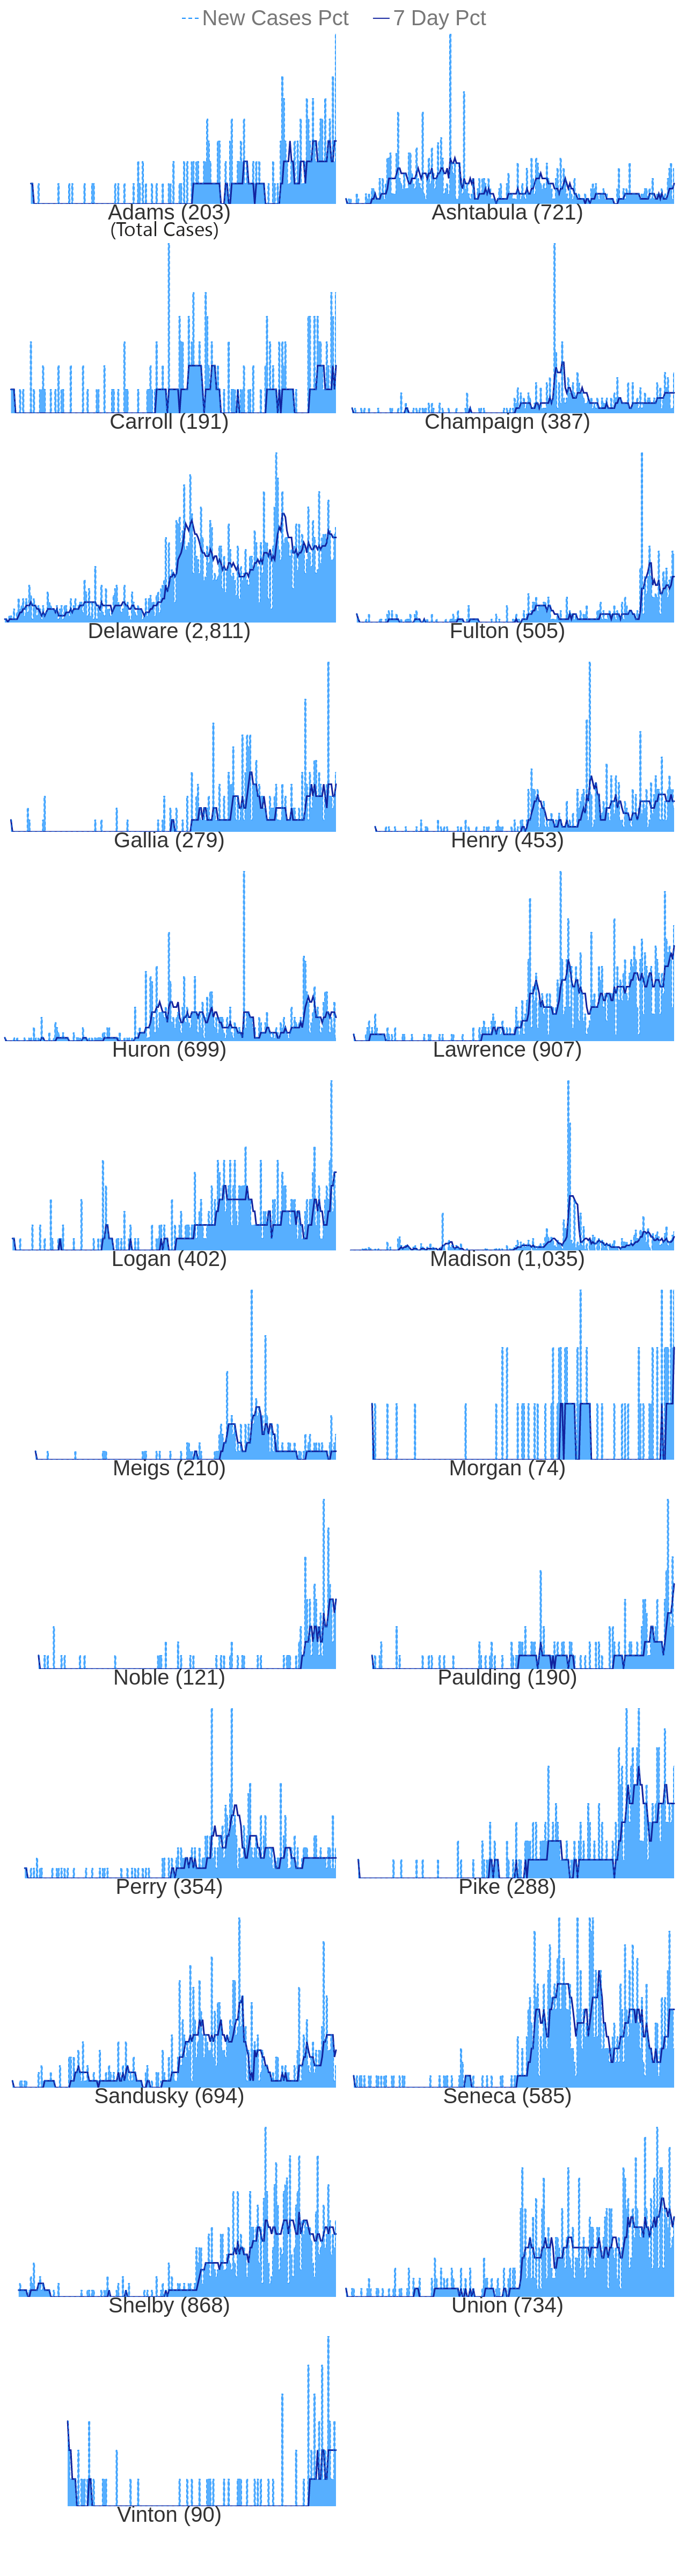 New Cases Pct 7 Day Pct
Adams (203) Ashtabula (721)
(Total Cases)
Carroll (191) Champaign (387)
Delaware (2,811) Fulton (505)
Gallia (279) Henry (453)
Huron (699) Lawrence (907)
Logan (402) Madison (1,035)
Meigs (210) Morgan (74)
Noble (121) Paulding (190)
Perry (354) Pike (288)
Sandusky (694) Seneca (585)
Shelby (868) Union (734)
Vinton (90)